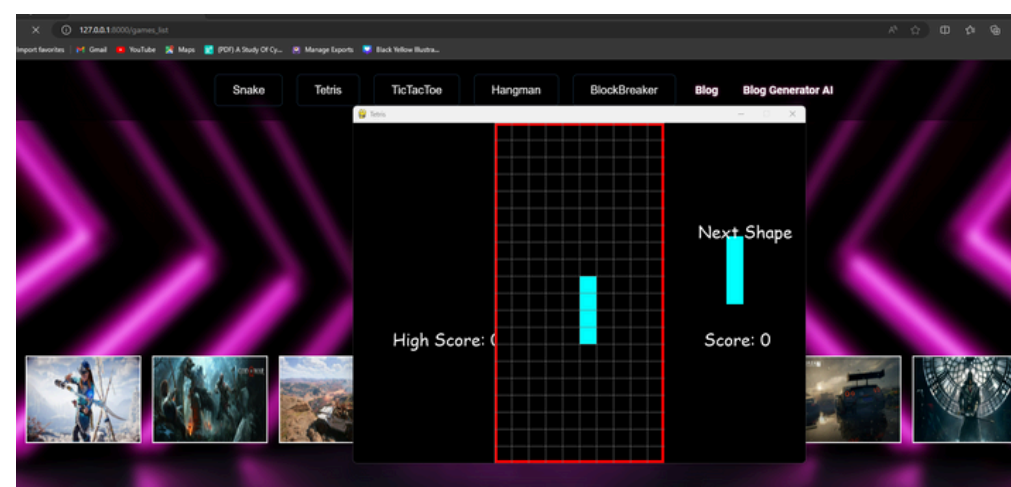 127.0.0.1:8000/games_list
Import favorites Gmail YouTube Maps (PDF) A Study Of Cy... Manage Exports Black Yellow Illustra...
Snake Tetris TicTacToe Hangman BlockBreaker Blog Blog Generator AI
Tetris
Next Shape
High Score: 0 Score: 0